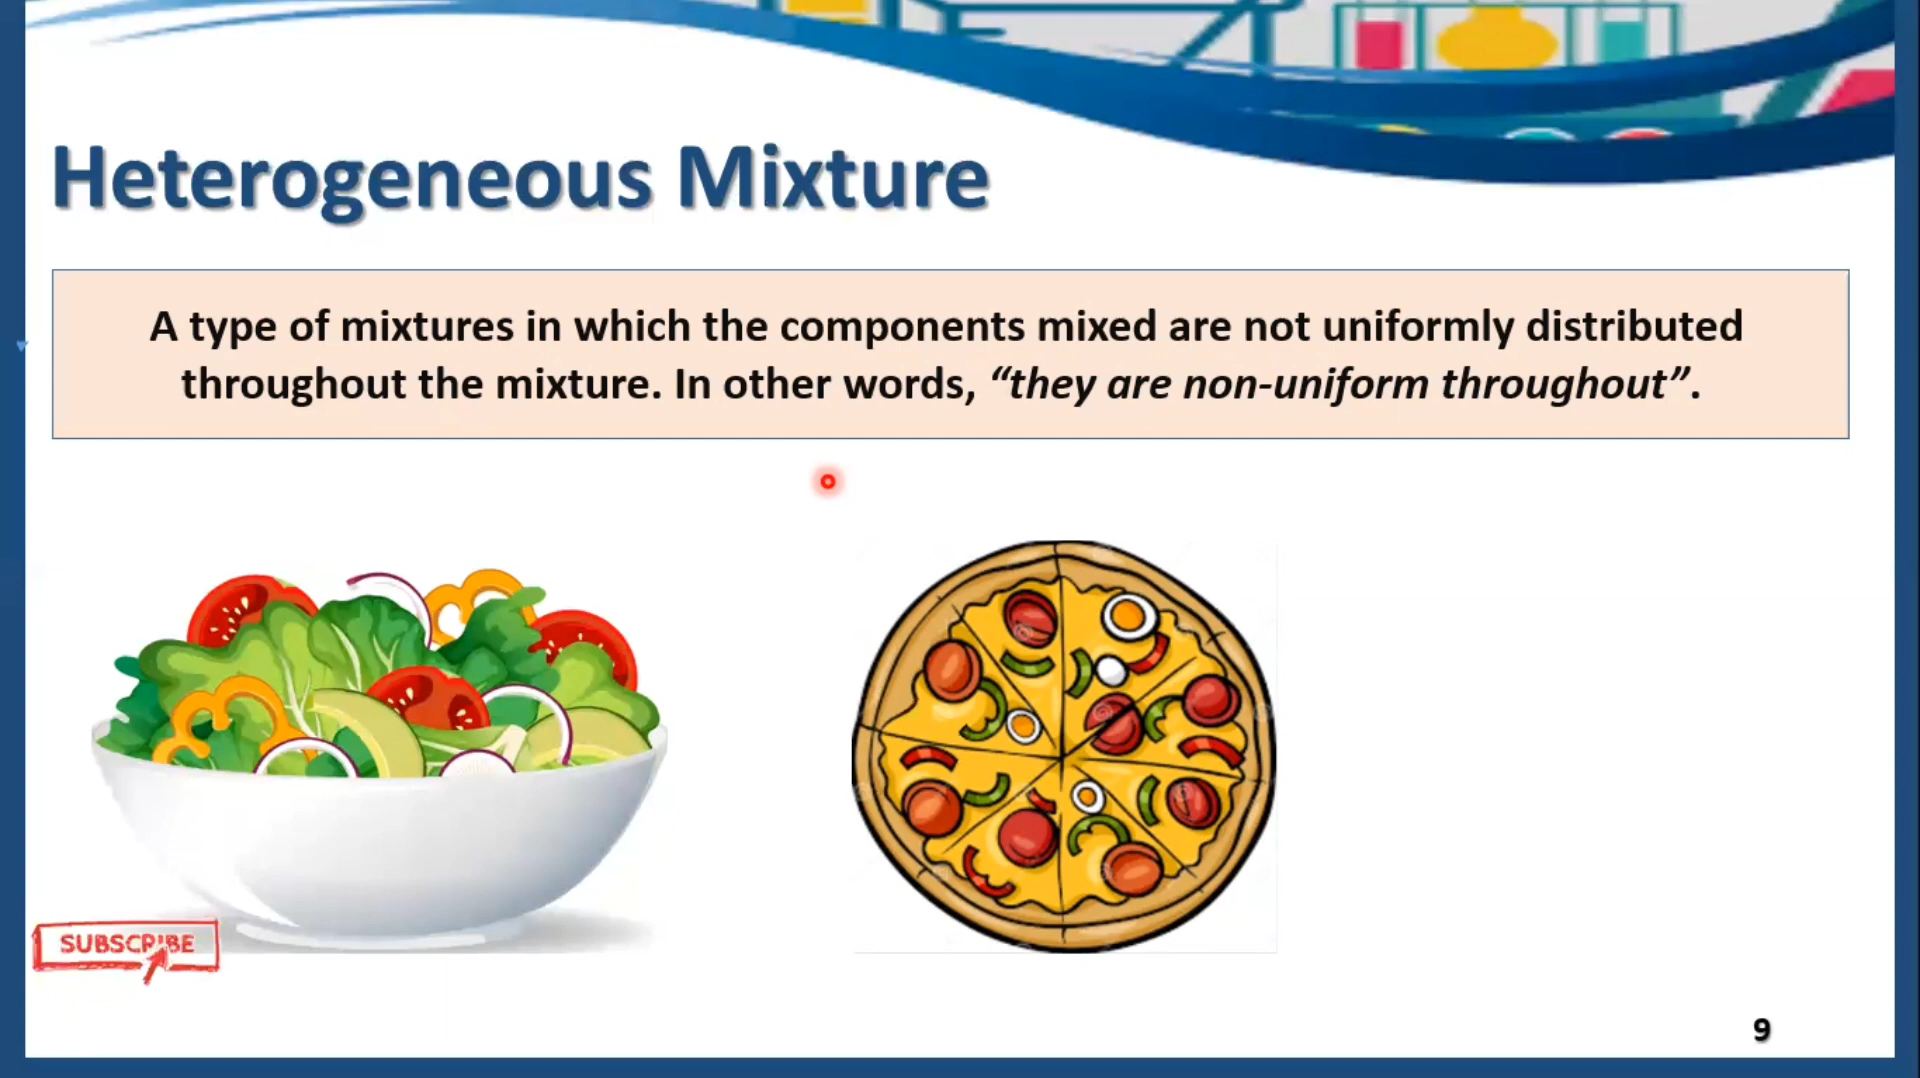 Heterogeneous Mixture
A type of mixtures in which the components mixed are not uniformly distributed
throughout the mixture. In other words, “they are non-uniform throughout”.
SUBSCRIBE
9